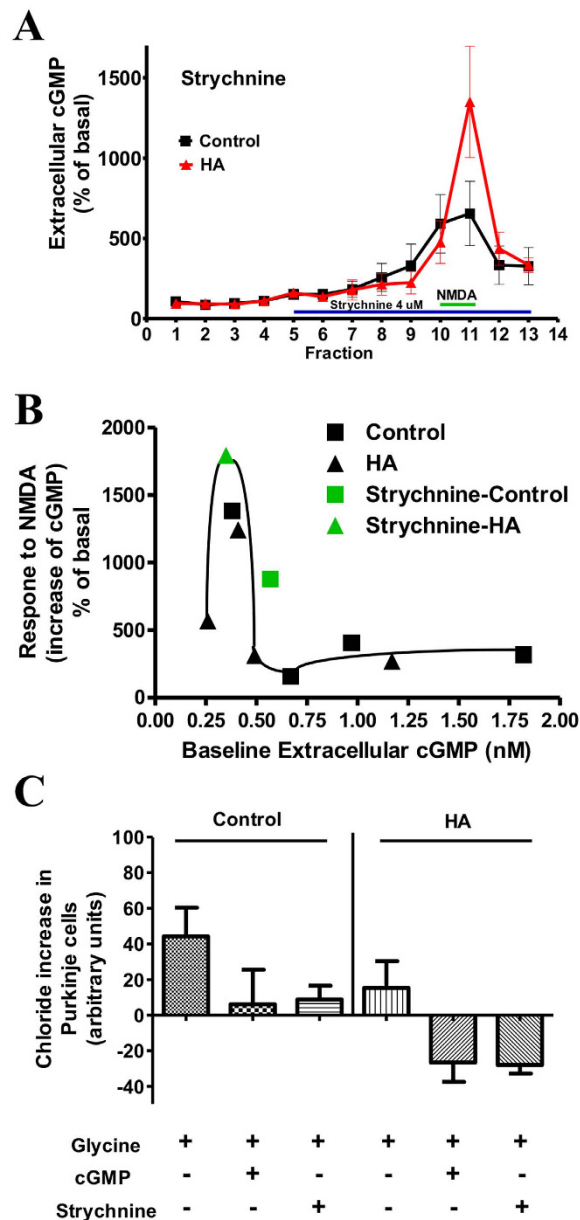 A
Extracellular cGMP
(% of basal)
1500
1000
500
0
Strychnine
Control
HA
Strychnine 4 uM
NMDA
1 2 3 4 5 6 7 8 9 10 11 12 13 14
Fraction
B
Respone to NMDA
(increase of cGMP)
% of basal
2000
1500
1000
500
0
Control
HA
Strychnine-Control
Strychnine-HA
0.00 0.25 0.50 0.75 1.00 1.25 1.50 1.75 2.00
Baseline Extracellular cGMP (nM)
C
Chloride increase in
Purkinje cells
(arbitrary units)
100
80
60
40
20
0
-20
-40
Control
HA
Glycine + + + + + +
cGMP - + - - + -
Strychnine - - + - - +